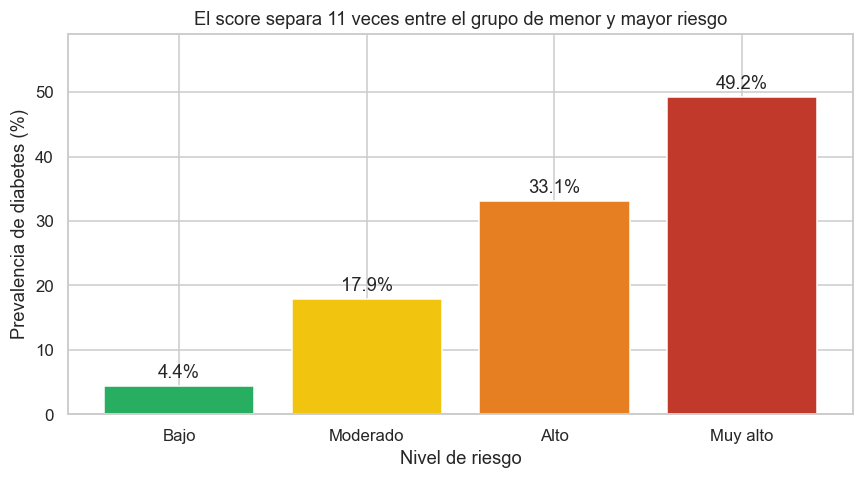 El score separa 11 veces entre el grupo de menor y mayor riesgo
Prevalencia de diabetes (%)
50
40
30
20
10
0
4.4%
17.9%
33.1%
49.2%
Bajo
Moderado
Alto
Muy alto
Nivel de riesgo